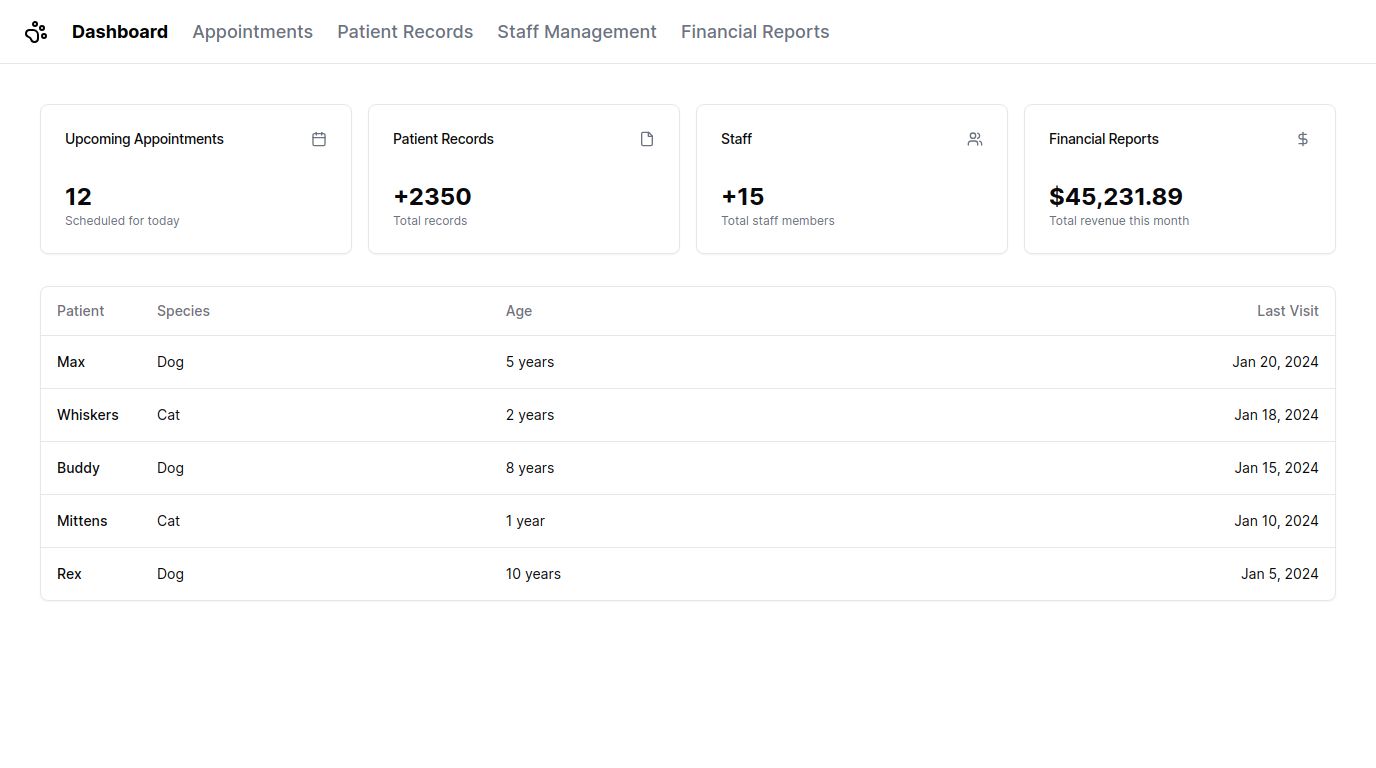 Dashboard Appointments Patient Records Staff Management Financial Reports
Upcoming Appointments
12
Scheduled for today
Patient Records
+2350
Total records
Staff
+15
Total staff members
Financial Reports
$45,231.89
Total revenue this month
Patient Species Age Last Visit
Max Dog 5 years Jan 20, 2024
Whiskers Cat 2 years Jan 18, 2024
Buddy Dog 8 years Jan 15, 2024
Mittens Cat 1 year Jan 10, 2024
Rex Dog 10 years Jan 5, 2024